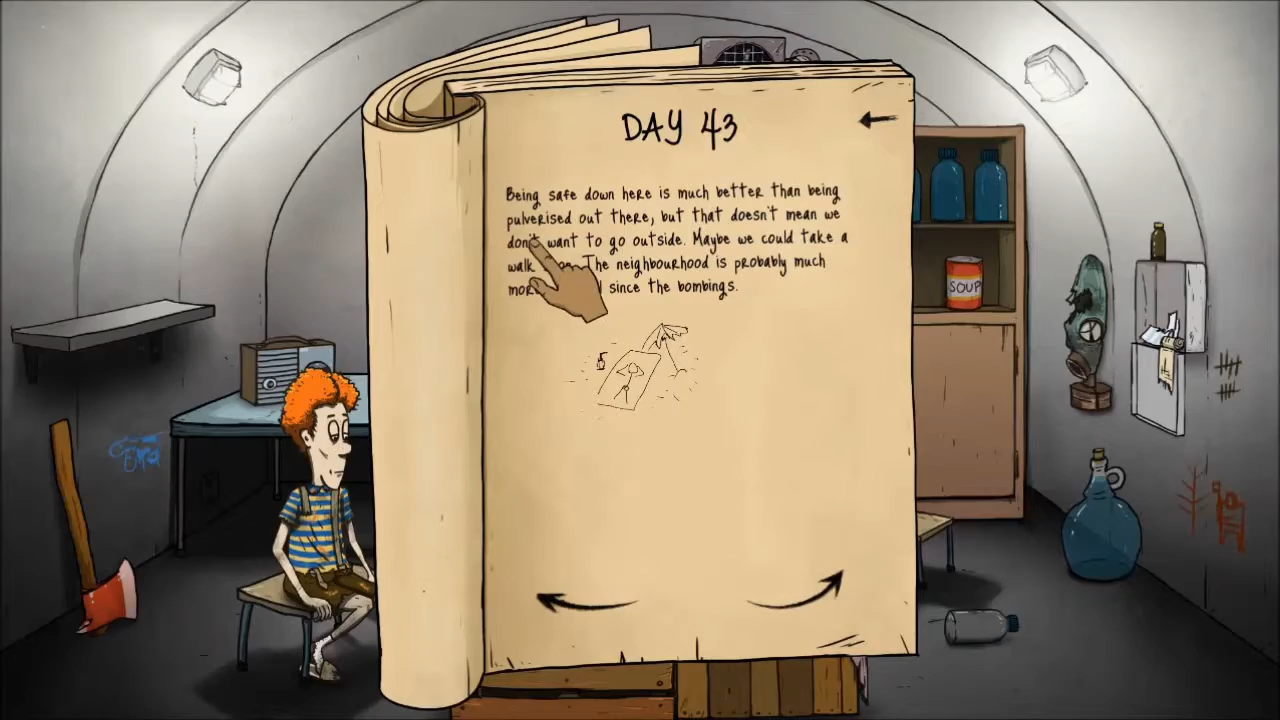 DAY 43
Being safe down here is much better than being
pulverised out there, but that doesn't mean we
don't want to go outside. Maybe we could take a
walk The neighbourhood is probably much
since the bombings.
SOUP